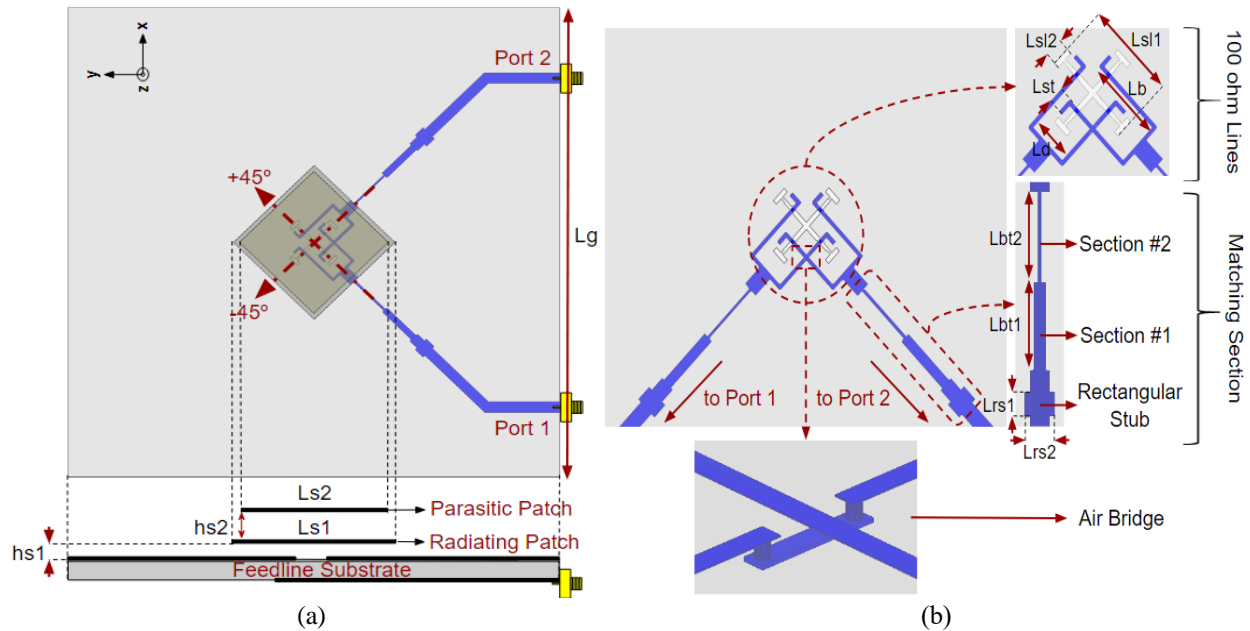 x
y
z
Port 2
+45º
-45º
Lg
Port 1
Ls2
Parasitic Patch
hs2
Ls1
Radiating Patch
hs1
Feedline Substrate
(a)
Lsl2
Lsl1
Lst
Lb
Ld
100 ohm Lines
Lbt2
Section #2
Lbt1
Section #1
Matching Section
to Port 1
to Port 2
Lrs1
Rectangular
Stub
Lrs2
Air Bridge
(b)